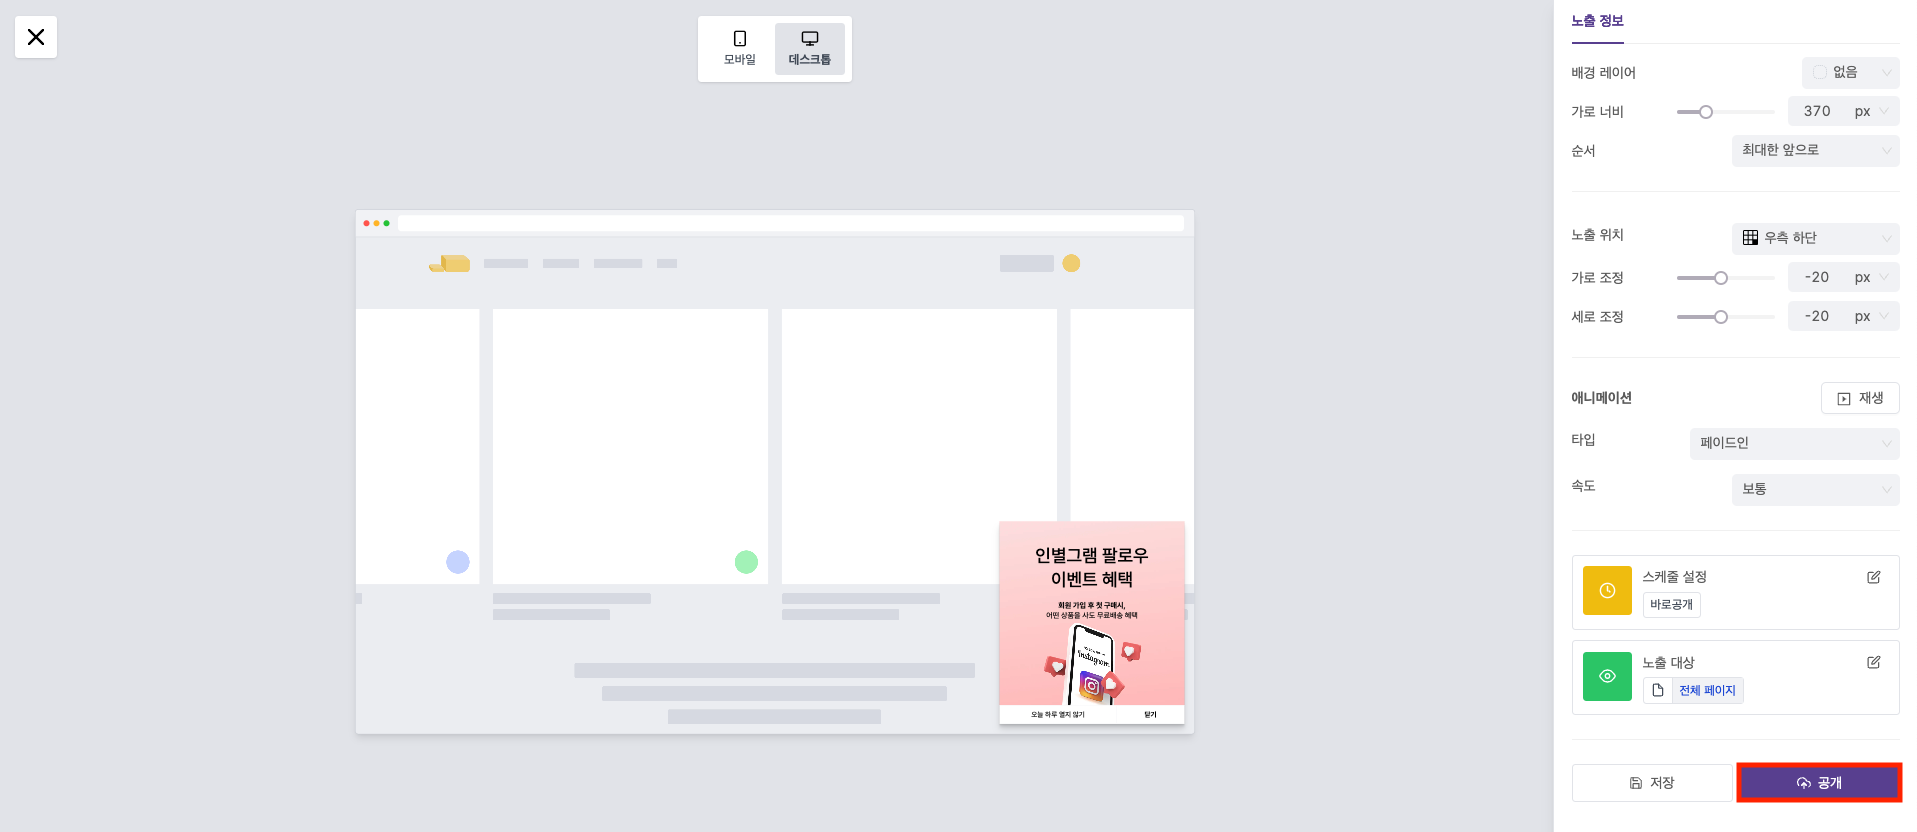 모바일
데스크톱
인별그램 팔로우
이벤트 혜택
회원 가입 후 첫 구매시,
어떤 상품을 사도 무료배송 혜택
Instagram
오늘 하루 열지 않기
닫기
노출 정보
배경 레이어
없음
가로 너비
370 px
순서
최대한 앞으로
노출 위치
우측 하단
가로 조정
-20 px
세로 조정
-20 px
애니메이션
재생
타입
페이드인
속도
보통
스케줄 설정
바로공개
노출 대상
전체 페이지
저장
공개